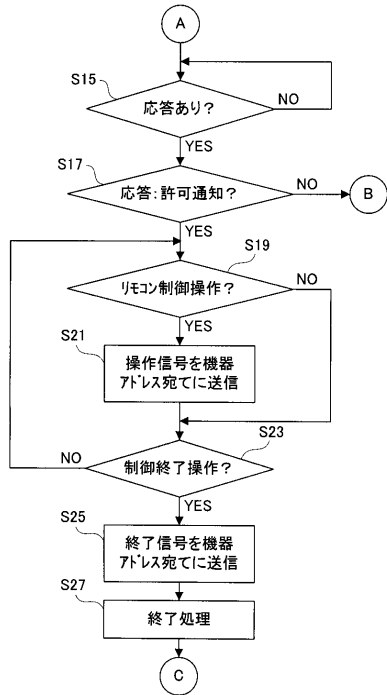 A
S15
応答あり?
NO
YES
S17
応答:許可通知?
NO
B
YES
S19
リモコン制御操作?
NO
YES
S21
操作信号を機器
アドレス宛てに送信
S23
制御終了操作?
NO
YES
S25
終了信号を機器
アドレス宛てに送信
S27
終了処理
C